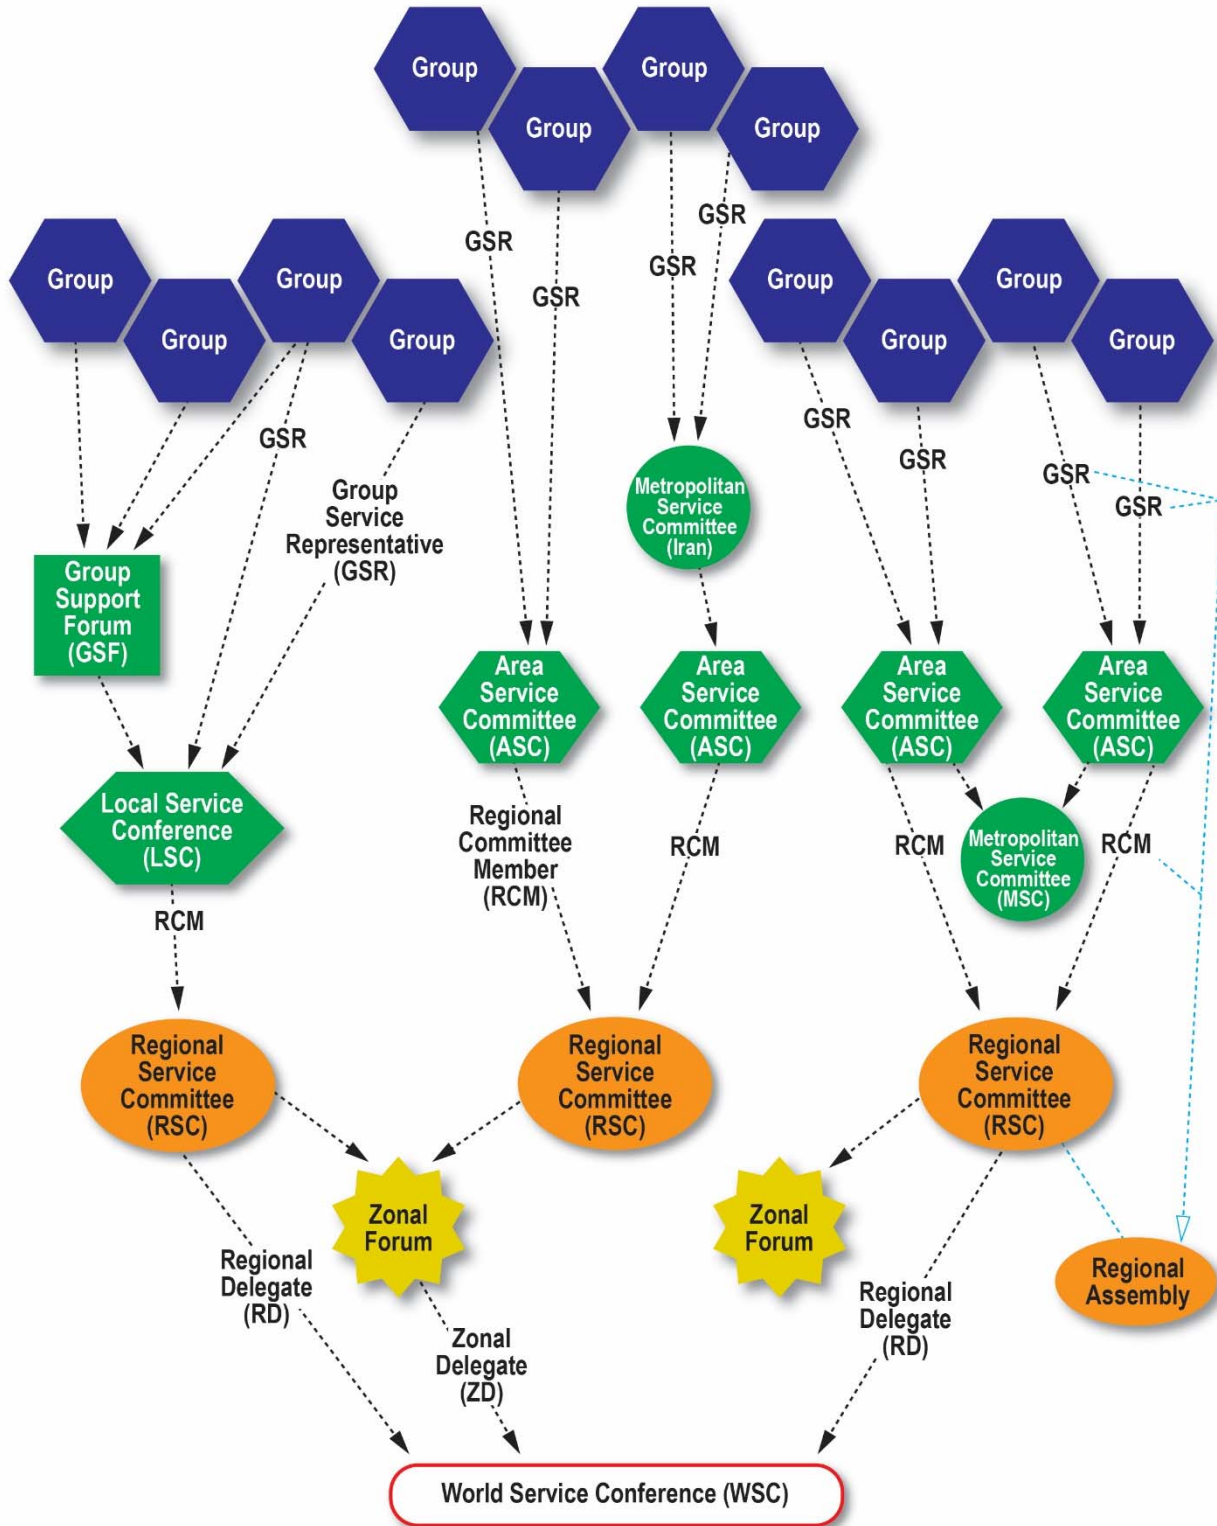 Group
Group
Group
Group
GSR
GSR
GSR
GSR
Group
Group
Group
Group
Group
Group
Group
Group
GSR
Group
Service
Representative
(GSR)
GSR
GSR
GSR
GSR
Metropolitan
Service
Committee
(Iran)
Group
Support
Forum
(GSF)
Area
Service
Committee
(ASC)
Area
Service
Committee
(ASC)
Area
Service
Committee
(ASC)
Area
Service
Committee
(ASC)
Local Service
Conference
(LSC)
Regional
Committee
Member
(RCM)
RCM
RCM
Metropolitan
Service
Committee
(MSC)
RCM
RCM
Regional
Service
Committee
(RSC)
Regional
Service
Committee
(RSC)
Regional
Service
Committee
(RSC)
Zonal
Forum
Zonal
Forum
Regional
Assembly
Regional
Delegate
(RD)
Zonal
Delegate
(ZD)
Regional
Delegate
(RD)
World Service Conference (WSC)